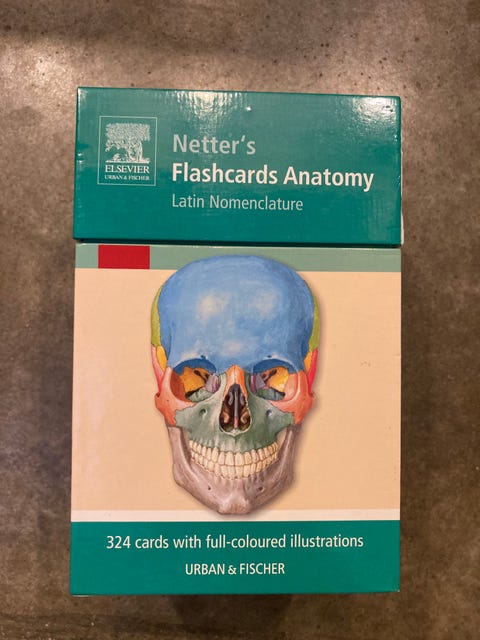 ELSEVIER
URBAN & FISCHER
Netter's
Flashcards Anatomy
Latin Nomenclature
324 cards with full-coloured illustrations
URBAN & FISCHER